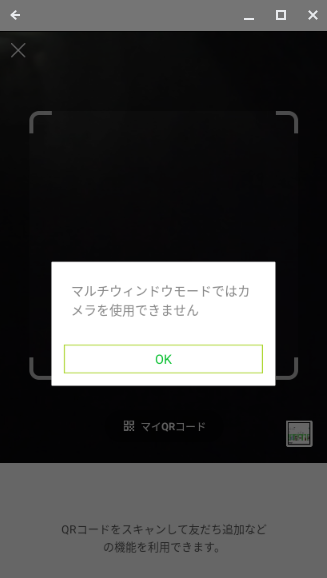 マルチウィンドウモードではカ
メラを使用できません
OK
マイQRコード
QRコードをスキャンして友だち追加など
の機能を利用できます。